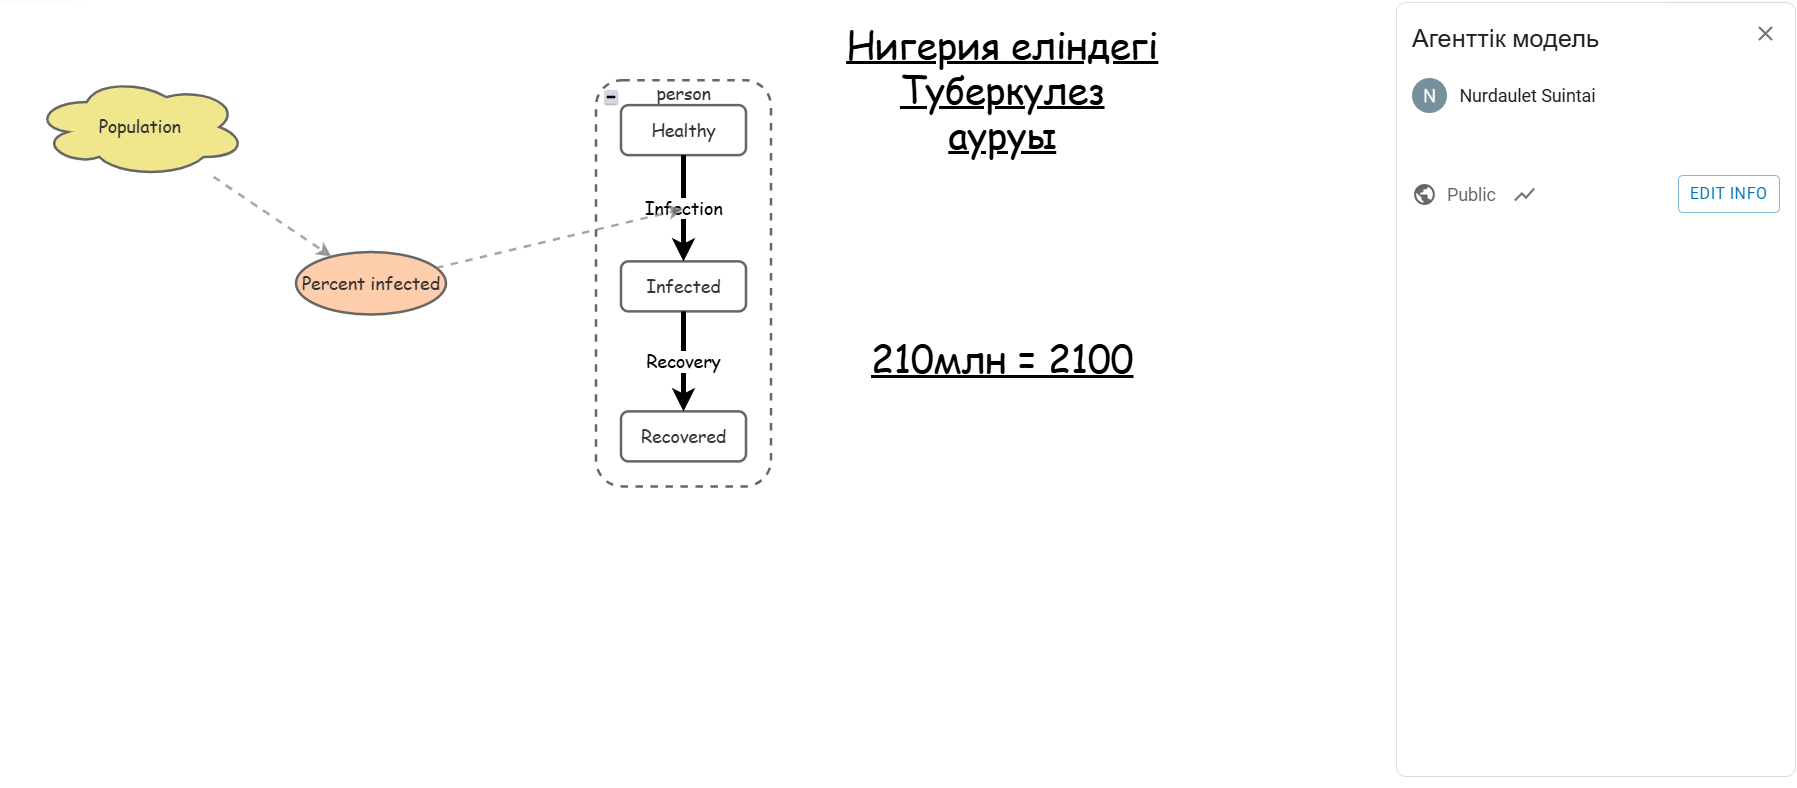 Population
Percent infected
person
Healthy
Infection
Infected
Recovery
Recovered
Нигерия еліндегі
Туберкулез
ауруы
210млн = 2100
Агенттік модель
N
Nurdaulet Suintai
Public
EDIT INFO